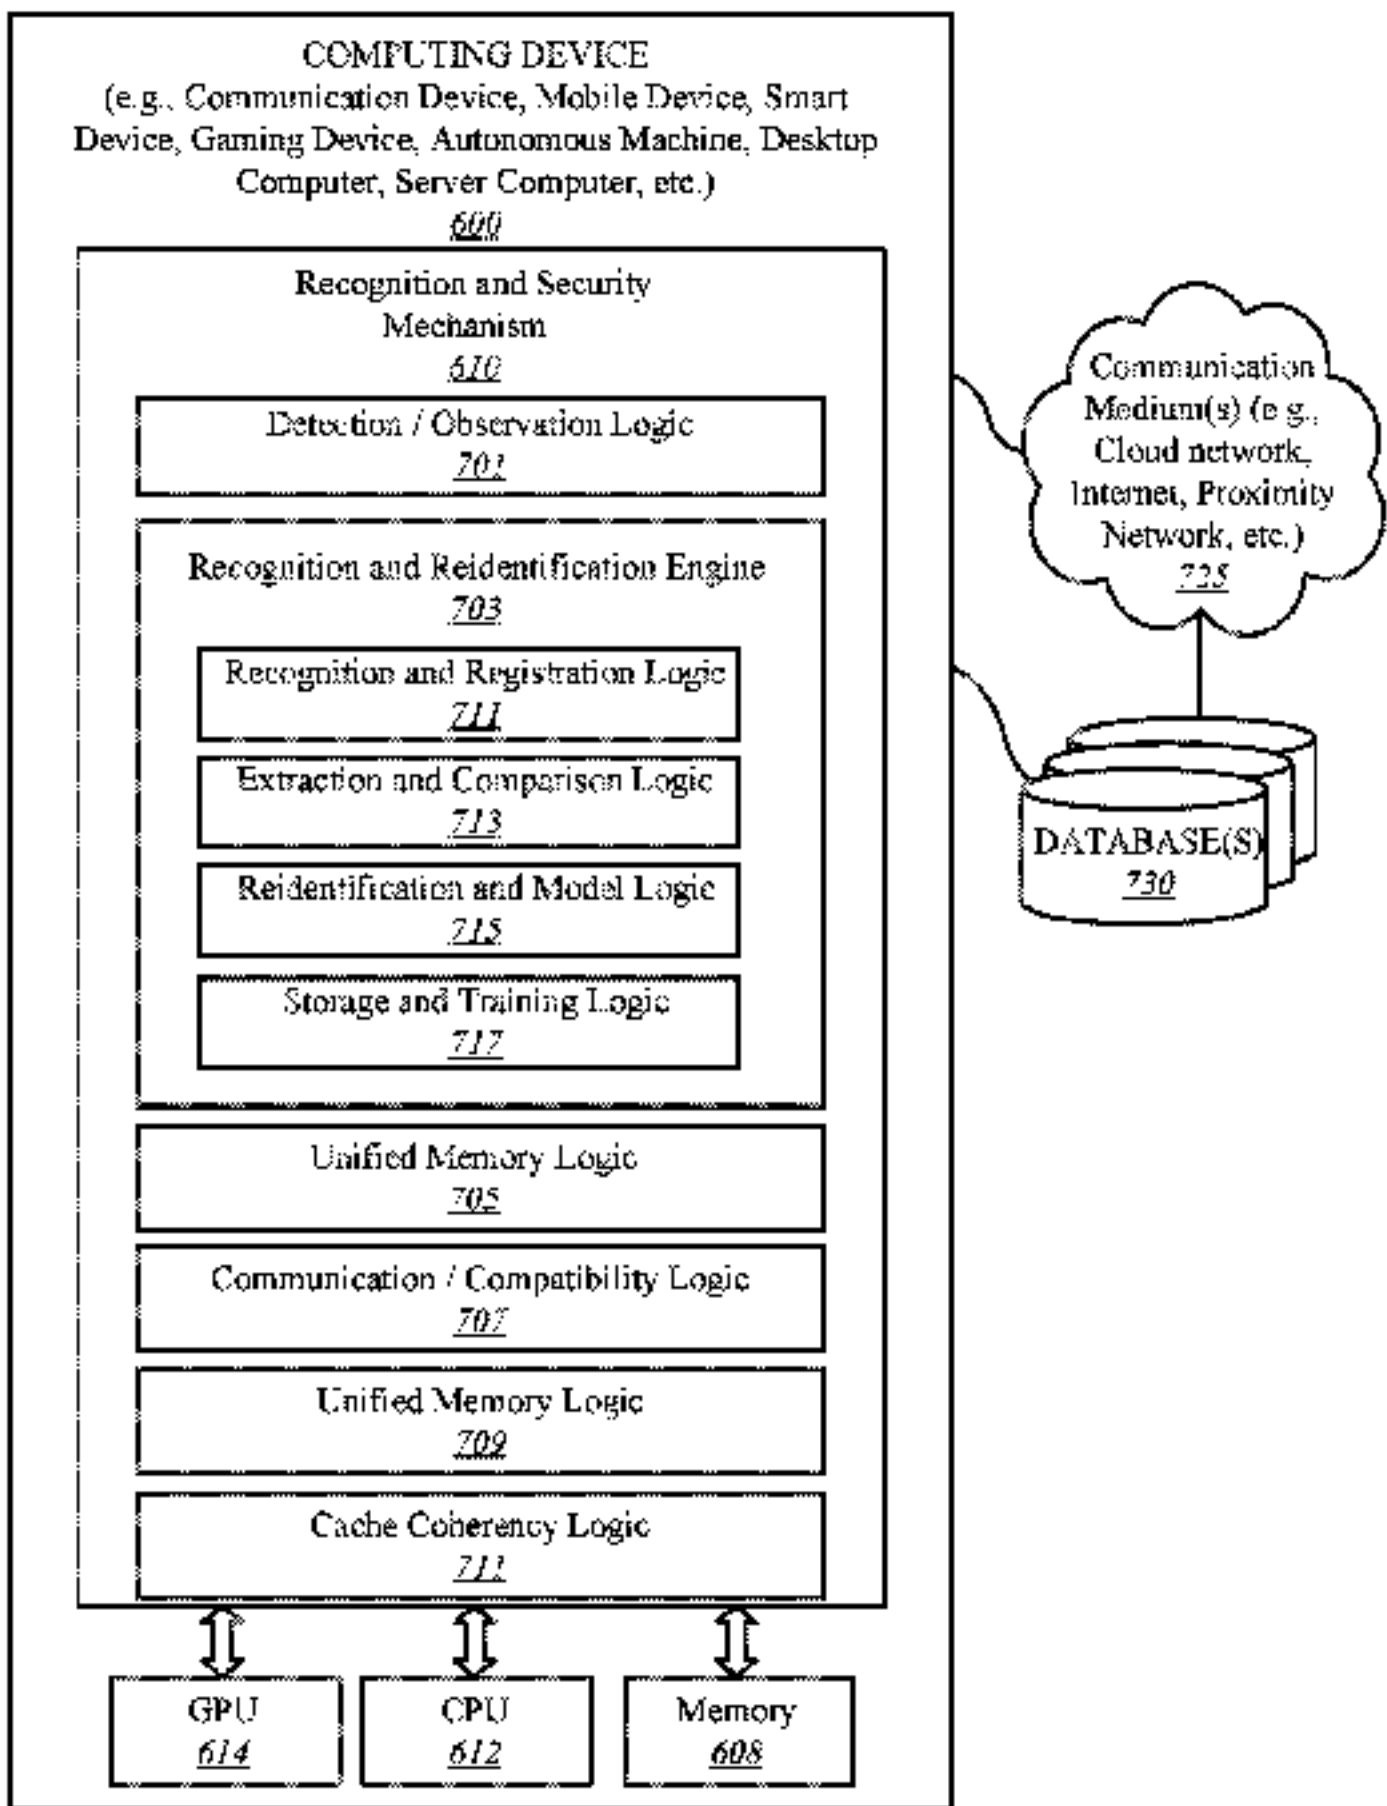 COMPUTING DEVICE
(e.g., Communication Device, Mobile Device, Smart
Device, Gaming Device, Autonomous Machine, Desktop
Computer, Server Computer, etc.)
600
Recognition and Security
Mechanism
610
Detection / Observation Logic
701
Recognition and Reidentification Engine
703
Recognition and Registration Logic
711
Extraction and Comparison Logic
713
Reidentification and Model Logic
715
Storage and Training Logic
717
Unified Memory Logic
705
Communication / Compatibility Logic
707
Unified Memory Logic
709
Cache Coherency Logic
711
GPU
614
CPU
612
Memory
608
Communication
Medium(s) (e.g.,
Cloud network,
Internet, Proximity
Network, etc.)
725
DATABASE(S)
730